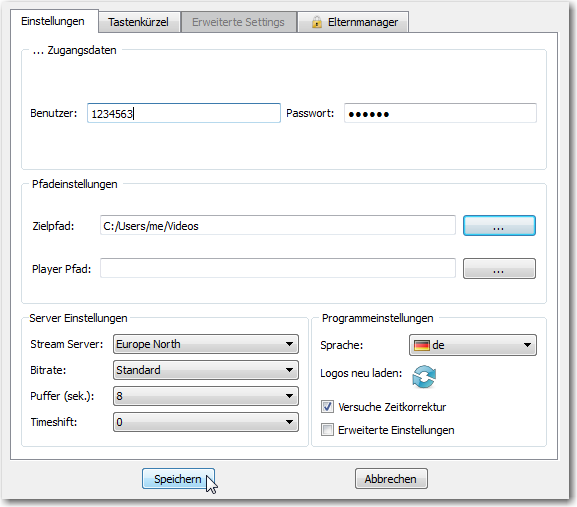 Einstellungen Tastenkürzel Erweiterte Settings Elternmanager
... Zugangsdaten
Benutzer: 1234563 Passwort: ●●●●●●
Pfadeinstellungen
Zielpfad: C:/Users/me/Videos ...
Player Pfad: ...
Server Einstellungen
Stream Server: Europe North
Bitrate: Standard
Puffer (sek.): 8
Timeshift: 0
Programmeinstellungen
Sprache: de
Logos neu laden:
Versuche Zeitkorrektur
Erweiterte Einstellungen
Speichern Abbrechen